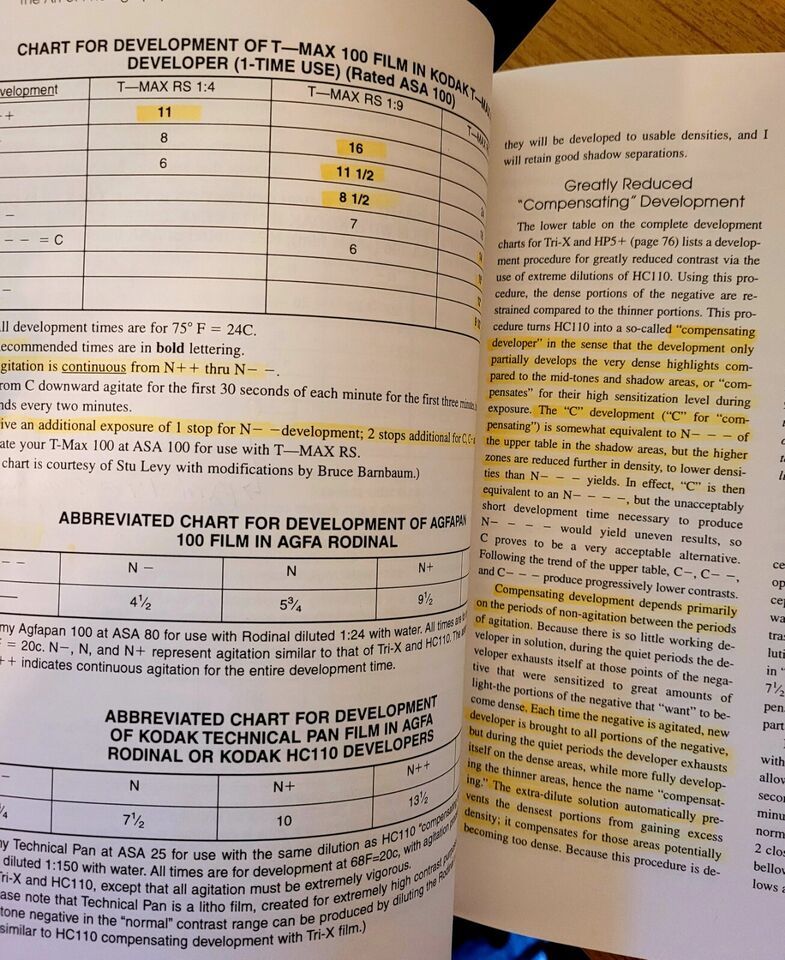 CHART FOR DEVELOPMENT OF T—MAX 100 FILM IN KODAK
DEVELOPER (1-TIME USE) (Rated ASA 100)
T—MAX RS 1:4 T—MAX RS 1:9
+ 11
8 16
6 11 1/2
8 1/2
– 7
– – = C 6
–
development times are for 75° F = 24C.
times are in bold lettering.
is continuous from N++ thru N– –.
C downward agitate for the first 30 seconds of each minute for the first three
every two minutes.
an additional exposure of 1 stop for N– –development; 2 stops additional for C,
your T-Max 100 at ASA 100 for use with T—MAX RS.
chart is courtesy of Stu Levy with modifications by Bruce Barnbaum.)
ABBREVIATED CHART FOR DEVELOPMENT OF AGFAPAN
100 FILM IN AGFA RODINAL
– – N – N N+
— 4½ 5¾ 9½
my Agfapan 100 at ASA 80 for use with Rodinal diluted 1:24 with water. All times are
= 20c. N–, N, and N+ represent agitation similar to that of Tri-X and HC110. The
++ indicates continuous agitation for the entire development time.
ABBREVIATED CHART FOR DEVELOPMENT
OF KODAK TECHNICAL PAN FILM IN AGFA
RODINAL OR KODAK HC110 DEVELOPERS
– N N+ N++
7½ 10 13½
Technical Pan at ASA 25 for use with the same dilution as HC110 "compensating
diluted 1:150 with water. All times are for development at 68F=20c, with agitation
and HC110, except that all agitation must be extremely vigorous.
note that Technical Pan is a litho film, created for extremely high contrast
tone negative in the "normal" contrast range can be produced by diluting the
similar to HC110 compensating development with Tri-X film.)
they will be developed to usable densities, and I
will retain good shadow separations.
Greatly Reduced
"Compensating" Development
The lower table on the complete development
charts for Tri-X and HP5+ (page 76) lists a develop-
ment procedure for greatly reduced contrast via the
use of extreme dilutions of HC110. Using this pro-
cedure, the dense portions of the negative are re-
strained compared to the thinner portions. This pro-
cedure turns HC110 into a so-called "compensating
developer" in the sense that the development only
partially develops the very dense highlights com-
pared to the mid-tones and shadow areas, or "com-
pensates" for their high sensitization level during
exposure. The "C" development ("C" for "com-
pensating") is somewhat equivalent to N– – – of
the upper table in the shadow areas, but the higher
zones are reduced further in density, to lower densi-
ties than N– – – yields. In effect, "C" is then
equivalent to an N– – – –, but the unacceptably
short development time necessary to produce
N– – – – would yield uneven results, so
C proves to be a very acceptable alternative.
Following the trend of the upper table, C–, C– –,
and C– – – produce progressively lower contrasts.
Compensating development depends primarily
on the periods of non-agitation between the periods
of agitation. Because there is so little working de-
veloper in solution, during the quiet periods the de-
veloper exhausts itself at those points of the nega-
tive that were sensitized to great amounts of
light-the portions of the negative that "want" to be-
come dense. Each time the negative is agitated, new
developer is brought to all portions of the negative,
but during the quiet periods the developer exhausts
itself on the dense areas, while more fully develop-
ing the thinner areas, hence the name "compensat-
ing." The extra-dilute solution automatically pre-
vents the densest portions from gaining excess
density; it compensates for those areas potentially
becoming too dense. Because this procedure is de-